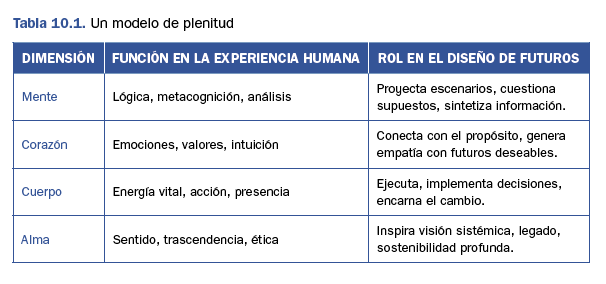 Tabla 10.1. Un modelo de plenitud
DIMENSIÓN FUNCIÓN EN LA EXPERIENCIA HUMANA ROL EN EL DISEÑO DE FUTUROS
Mente Lógica, metacognición, análisis Proyecta escenarios, cuestiona
supuestos, sintetiza información.
Corazón Emociones, valores, intuición Conecta con el propósito, genera
empatía con futuros deseables.
Cuerpo Energía vital, acción, presencia Ejecuta, implementa decisiones,
encarna el cambio.
Alma Sentido, trascendencia, ética Inspira visión sistémica, legado,
sostenibilidad profunda.